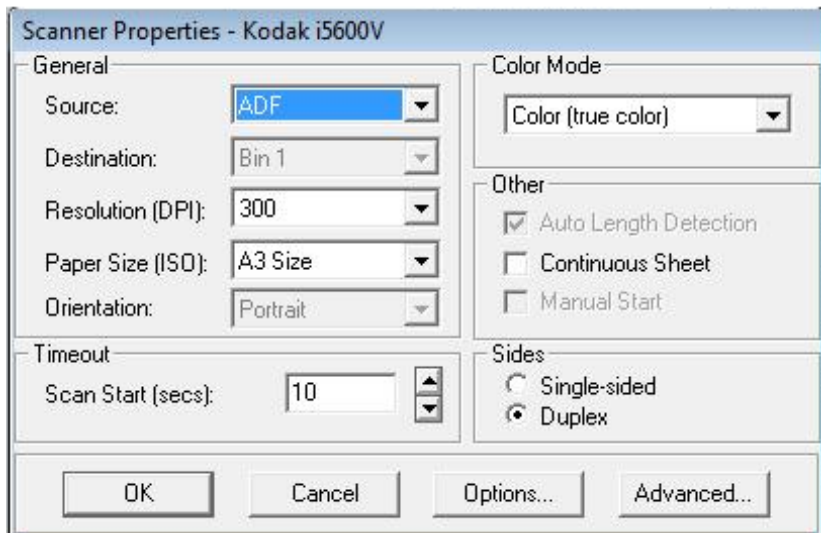 Scanner Properties - Kodak i5600V
General
Source: ADF
Destination: Bin 1
Resolution (DPI): 300
Paper Size (ISO): A3 Size
Orientation: Portrait
Color Mode
Color (true color)
Other
Auto Length Detection
Continuous Sheet
Manual Start
Timeout
Scan Start (secs): 10
Sides
Single-sided
Duplex
OK Cancel Options... Advanced...